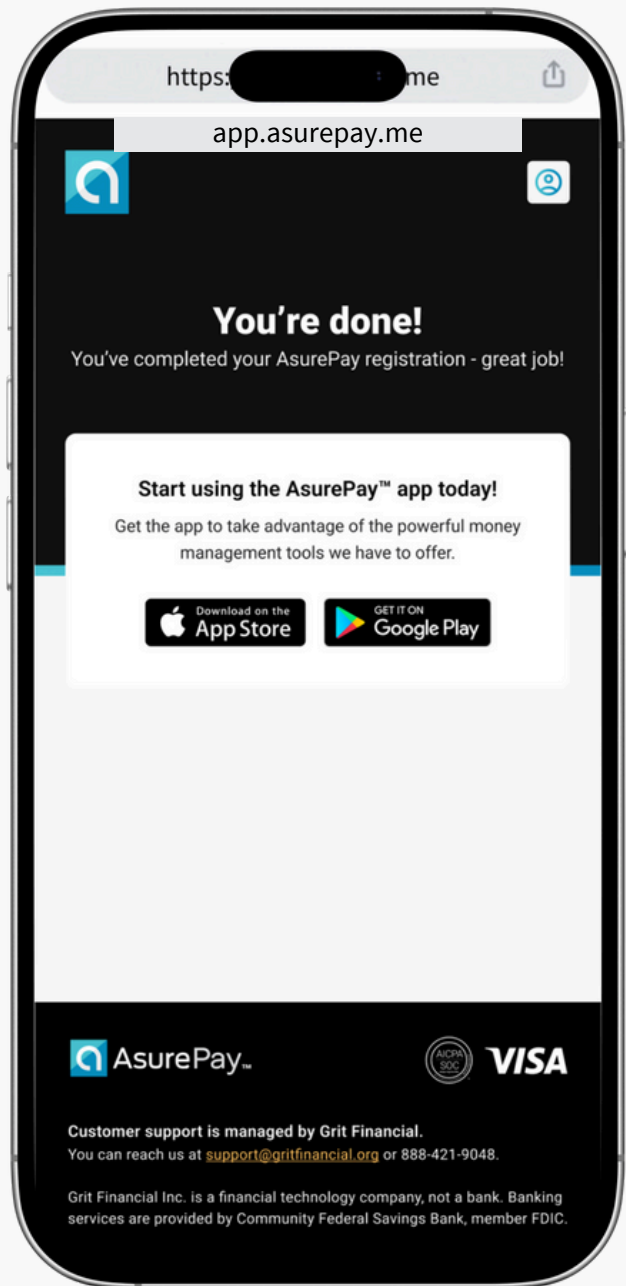 https: me
app.asurepay.me
You’re done!
You’ve completed your AsurePay registration - great job!
Start using the AsurePay™ app today!
Get the app to take advantage of the powerful money
management tools we have to offer.
Download on the
App Store
GET IT ON
Google Play
AsurePay™
AICPA
SOC
VISA
Customer support is managed by Grit Financial.
You can reach us at support@gritfinancial.org or 888-421-9048.
Grit Financial Inc. is a financial technology company, not a bank. Banking
services are provided by Community Federal Savings Bank, member FDIC.